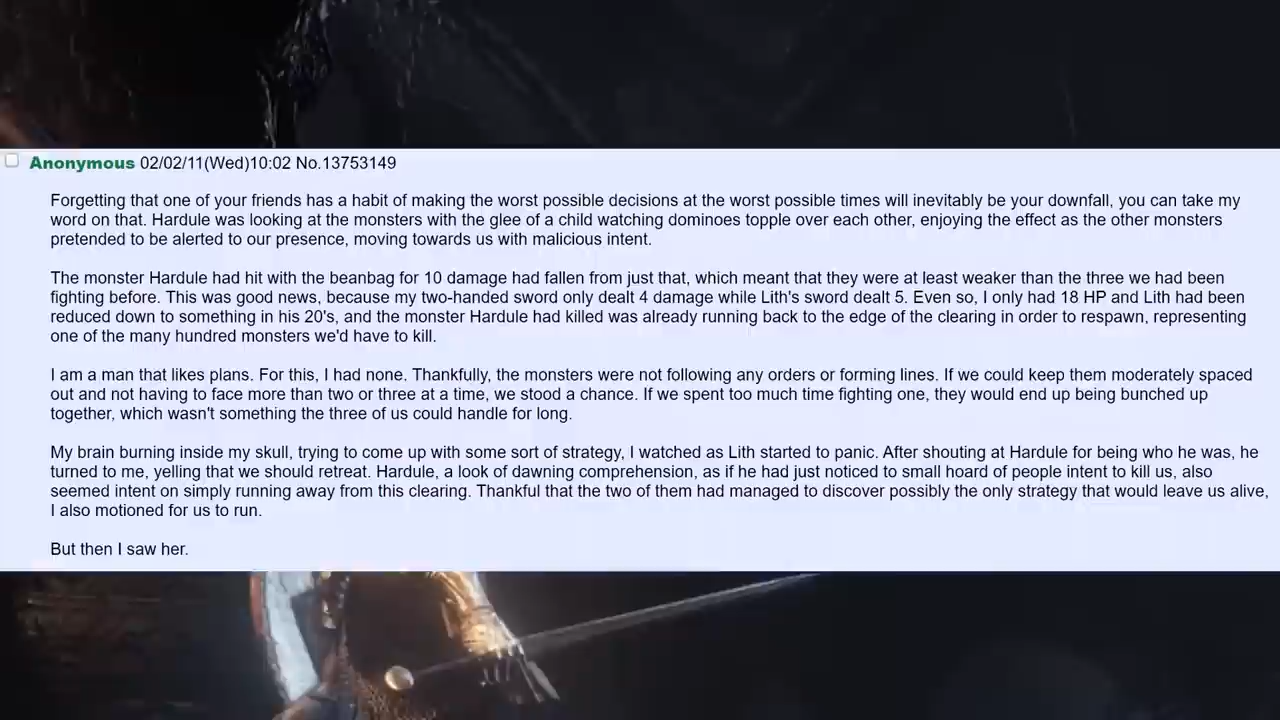 Anonymous 02/02/11(Wed)10:02 No.13753149
Forgetting that one of your friends has a habit of making the worst possible decisions at the worst possible times will inevitably be your downfall, you can take my
word on that. Hardule was looking at the monsters with the glee of a child watching dominoes topple over each other, enjoying the effect as the other monsters
pretended to be alerted to our presence, moving towards us with malicious intent.
The monster Hardule had hit with the beanbag for 10 damage had fallen from just that, which meant that they were at least weaker than the three we had been
fighting before. This was good news, because my two-handed sword only dealt 4 damage while Lith's sword dealt 5. Even so, I only had 18 HP and Lith had been
reduced down to something in his 20's, and the monster Hardule had killed was already running back to the edge of the clearing in order to respawn, representing
one of the many hundred monsters we'd have to kill.
I am a man that likes plans. For this, I had none. Thankfully, the monsters were not following any orders or forming lines. If we could keep them moderately spaced
out and not having to face more than two or three at a time, we stood a chance. If we spent too much time fighting one, they would end up being bunched up
together, which wasn't something the three of us could handle for long.
My brain burning inside my skull, trying to come up with some sort of strategy, I watched as Lith started to panic. After shouting at Hardule for being who he was, he
turned to me, yelling that we should retreat. Hardule, a look of dawning comprehension, as if he had just noticed to small hoard of people intent to kill us, also
seemed intent on simply running away from this clearing. Thankful that the two of them had managed to discover possibly the only strategy that would leave us alive,
I also motioned for us to run.
But then I saw her.